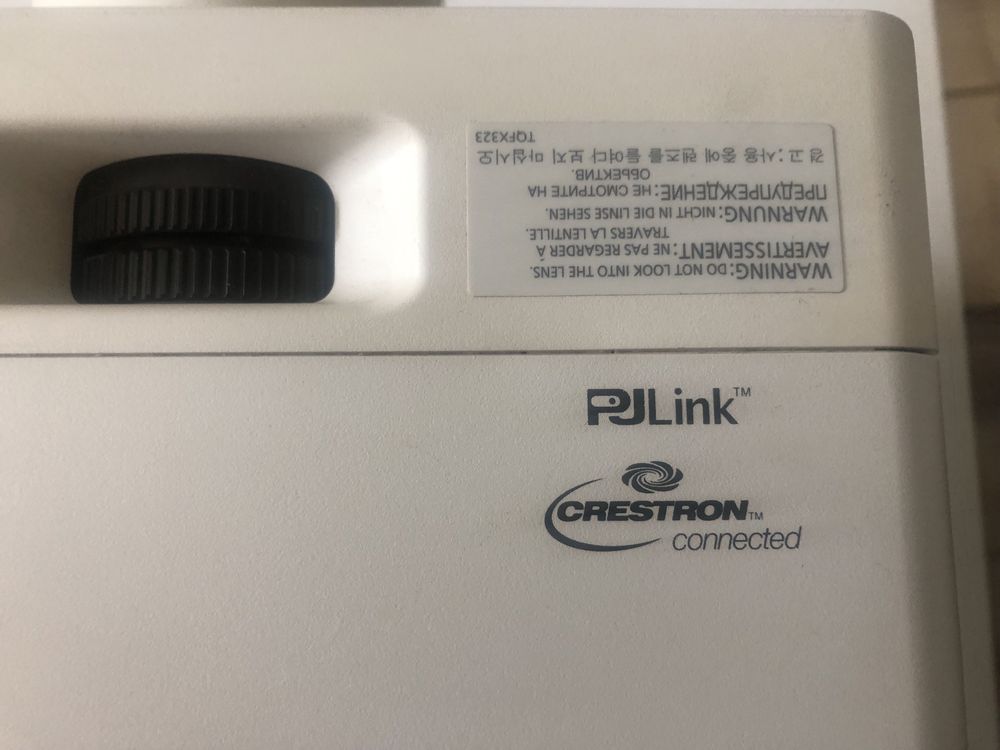 WARNING: DO NOT LOOK INTO THE LENS.
AVERTISSEMENT: NE PAS REGARDER À
TRAVERS LA LENTILLE.
WARNUNG: NICHT IN DIE LINSE SEHEN.
ПРЕДУПРЕЖДЕНИЕ: НЕ СМОТРИТЕ НА
ОБЬЕКТИВ.
경 고 : 사 용 중 에 렌 즈 를 들 여 다 보 지 마 십 시 오
TQFX323
PJLink™
CRESTRON™
connected